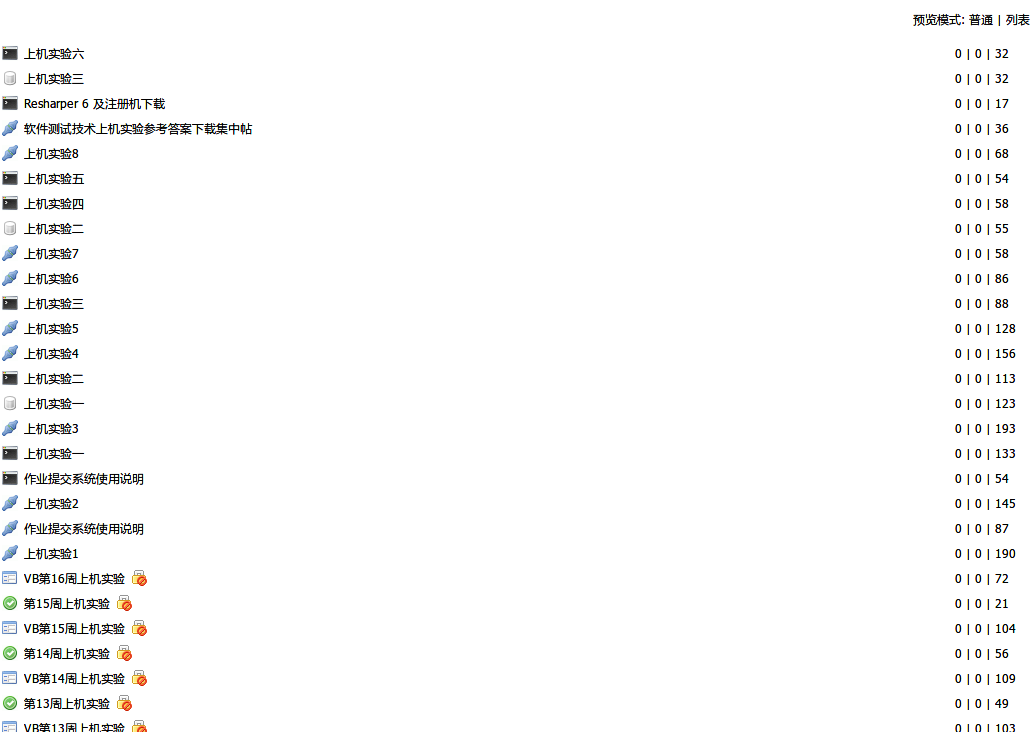 预览模式: 普通 | 列表
上机实验六 0 | 0 | 32
上机实验三 0 | 0 | 32
Resharper 6 及注册机下载 0 | 0 | 17
软件测试技术上机实验参考答案下载集中帖 0 | 0 | 36
上机实验8 0 | 0 | 68
上机实验五 0 | 0 | 54
上机实验四 0 | 0 | 58
上机实验二 0 | 0 | 55
上机实验7 0 | 0 | 58
上机实验6 0 | 0 | 86
上机实验三 0 | 0 | 88
上机实验5 0 | 0 | 128
上机实验4 0 | 0 | 156
上机实验二 0 | 0 | 113
上机实验一 0 | 0 | 123
上机实验3 0 | 0 | 193
上机实验一 0 | 0 | 133
作业提交系统使用说明 0 | 0 | 54
上机实验2 0 | 0 | 145
作业提交系统使用说明 0 | 0 | 87
上机实验1 0 | 0 | 190
VB第16周上机实验 0 | 0 | 72
第15周上机实验 0 | 0 | 21
VB第15周上机实验 0 | 0 | 104
第14周上机实验 0 | 0 | 56
VB第14周上机实验 0 | 0 | 109
第13周上机实验 0 | 0 | 49
VB第13周上机实验 0 | 0 | 103